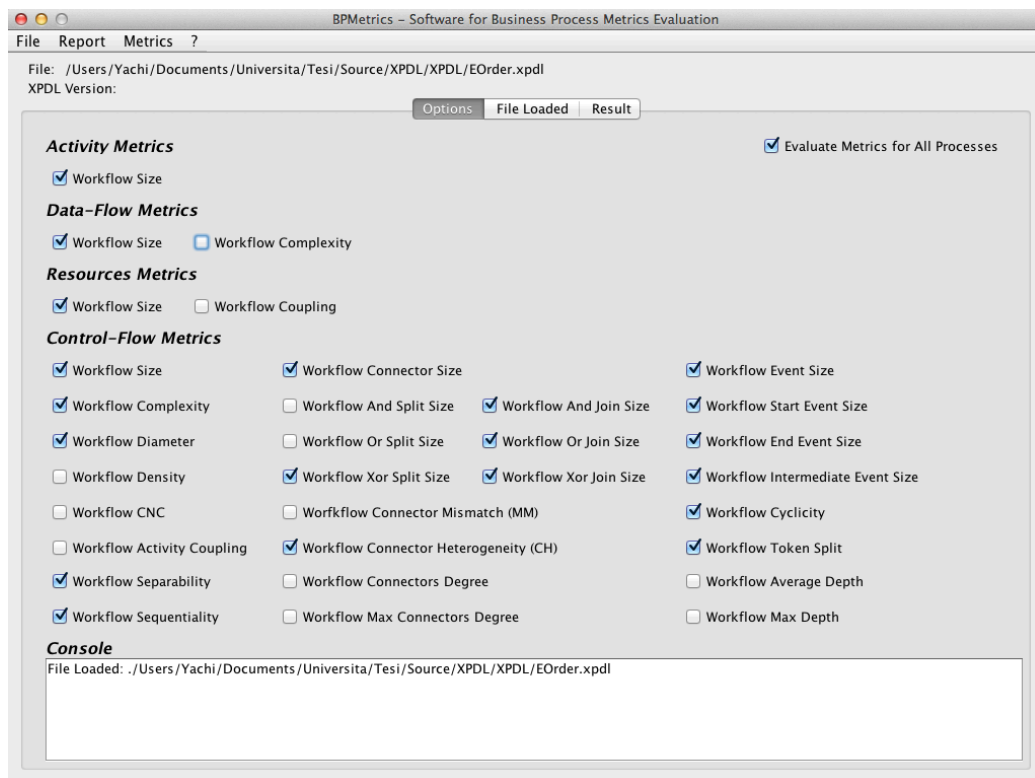 BPMetrics - Software for Business Process Metrics Evaluation
File Report Metrics ?
File: /Users/Yachi/Documents/Universita/Tesi/Source/XPDL/XPDL/EOrder.xpdl
XPDL Version:
Options File Loaded Result
Activity Metrics Evaluate Metrics for All Processes
Workflow Size
Data-Flow Metrics
Workflow Size Workflow Complexity
Resources Metrics
Workflow Size Workflow Coupling
Control-Flow Metrics
Workflow Size Workflow Connector Size Workflow Event Size
Workflow Complexity Workflow And Split Size Workflow And Join Size Workflow Start Event Size
Workflow Diameter Workflow Or Split Size Workflow Or Join Size Workflow End Event Size
Workflow Density Workflow Xor Split Size Workflow Xor Join Size Workflow Intermediate Event Size
Workflow CNC Worfkflow Connector Mismatch (MM) Workflow Cyclicity
Workflow Activity Coupling Workflow Connector Heterogeneity (CH) Workflow Token Split
Workflow Separability Workflow Connectors Degree Workflow Average Depth
Workflow Sequentiality Workflow Max Connectors Degree Workflow Max Depth
Console
File Loaded: ./Users/Yachi/Documents/Universita/Tesi/Source/XPDL/XPDL/EOrder.xpdl